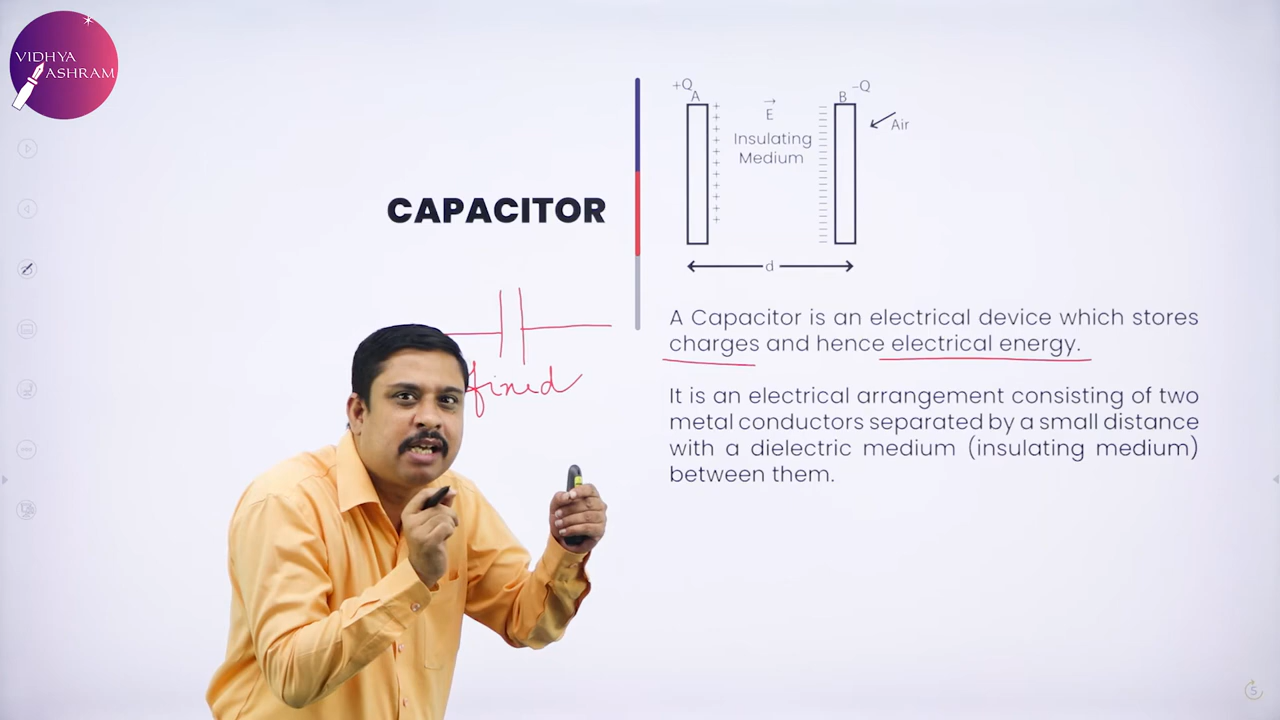 VIDHYA
ASHRAM
+Q
A
B
−Q
E
Insulating
Medium
Air
d
CAPACITOR
fixed
A Capacitor is an electrical device which stores
charges and hence electrical energy.
It is an electrical arrangement consisting of two
metal conductors separated by a small distance
with a dielectric medium (insulating medium)
between them.
5